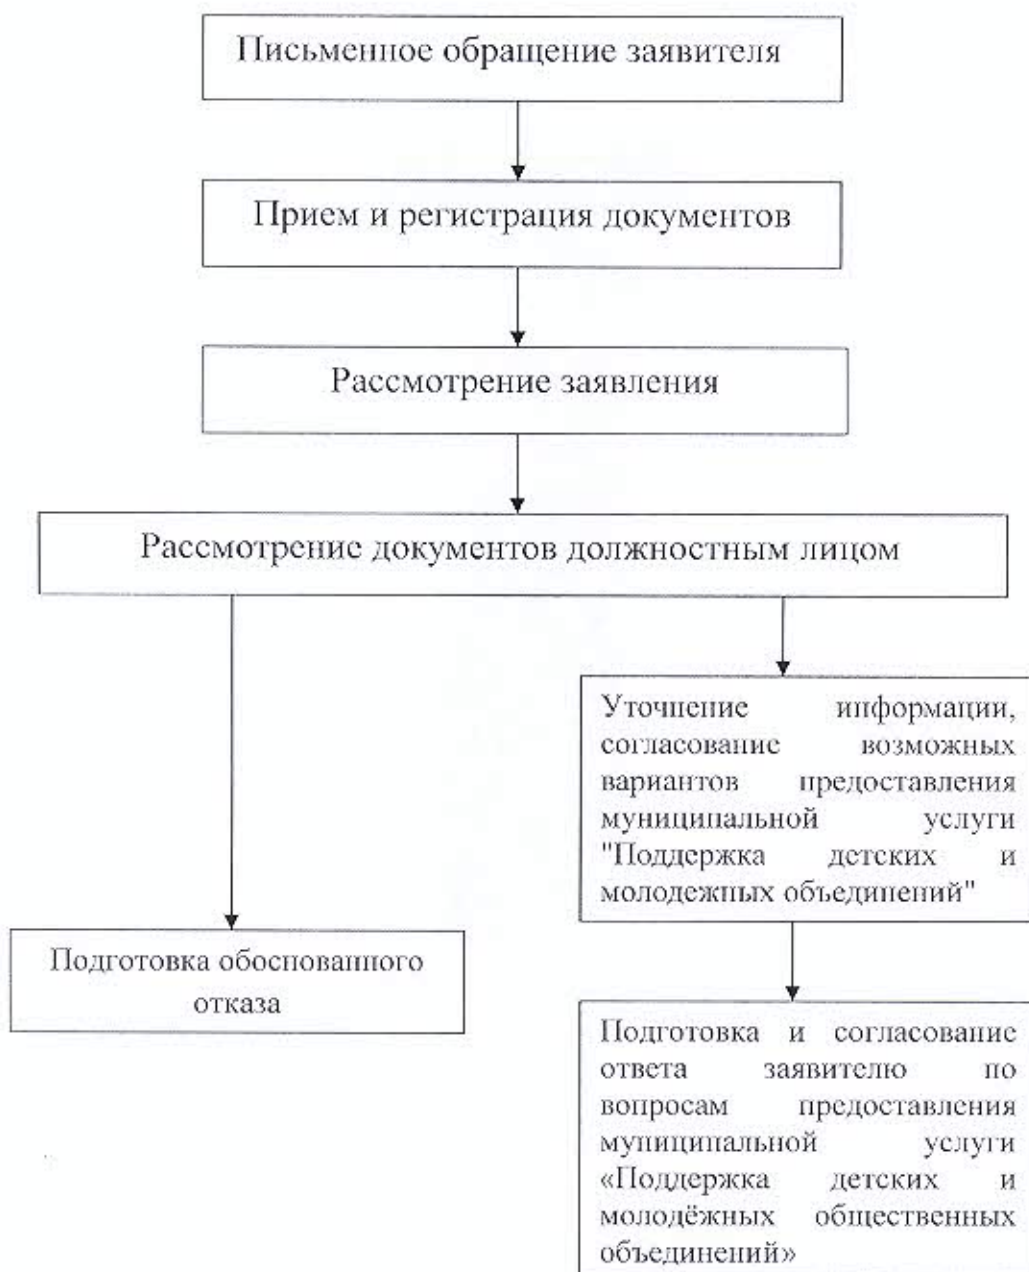 Письменное обращение заявителя
Прием и регистрация документов
Рассмотрение заявления
Рассмотрение документов должностным лицом
Уточнение информации,
согласование возможных
вариантов предоставления
муниципальной услуги
"Поддержка детских и
молодежных объединений"
Подготовка обоснованного
отказа
Подготовка и согласование
ответа заявителю по
вопросам предоставления
муниципальной услуги
«Поддержка детских и
молодёжных общественных
объединений»